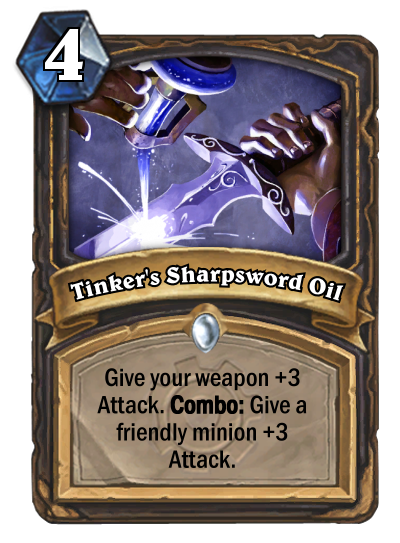 4
Tinker's Sharpsword Oil
Give your weapon +3
Attack. Combo: Give a
friendly minion +3
Attack.